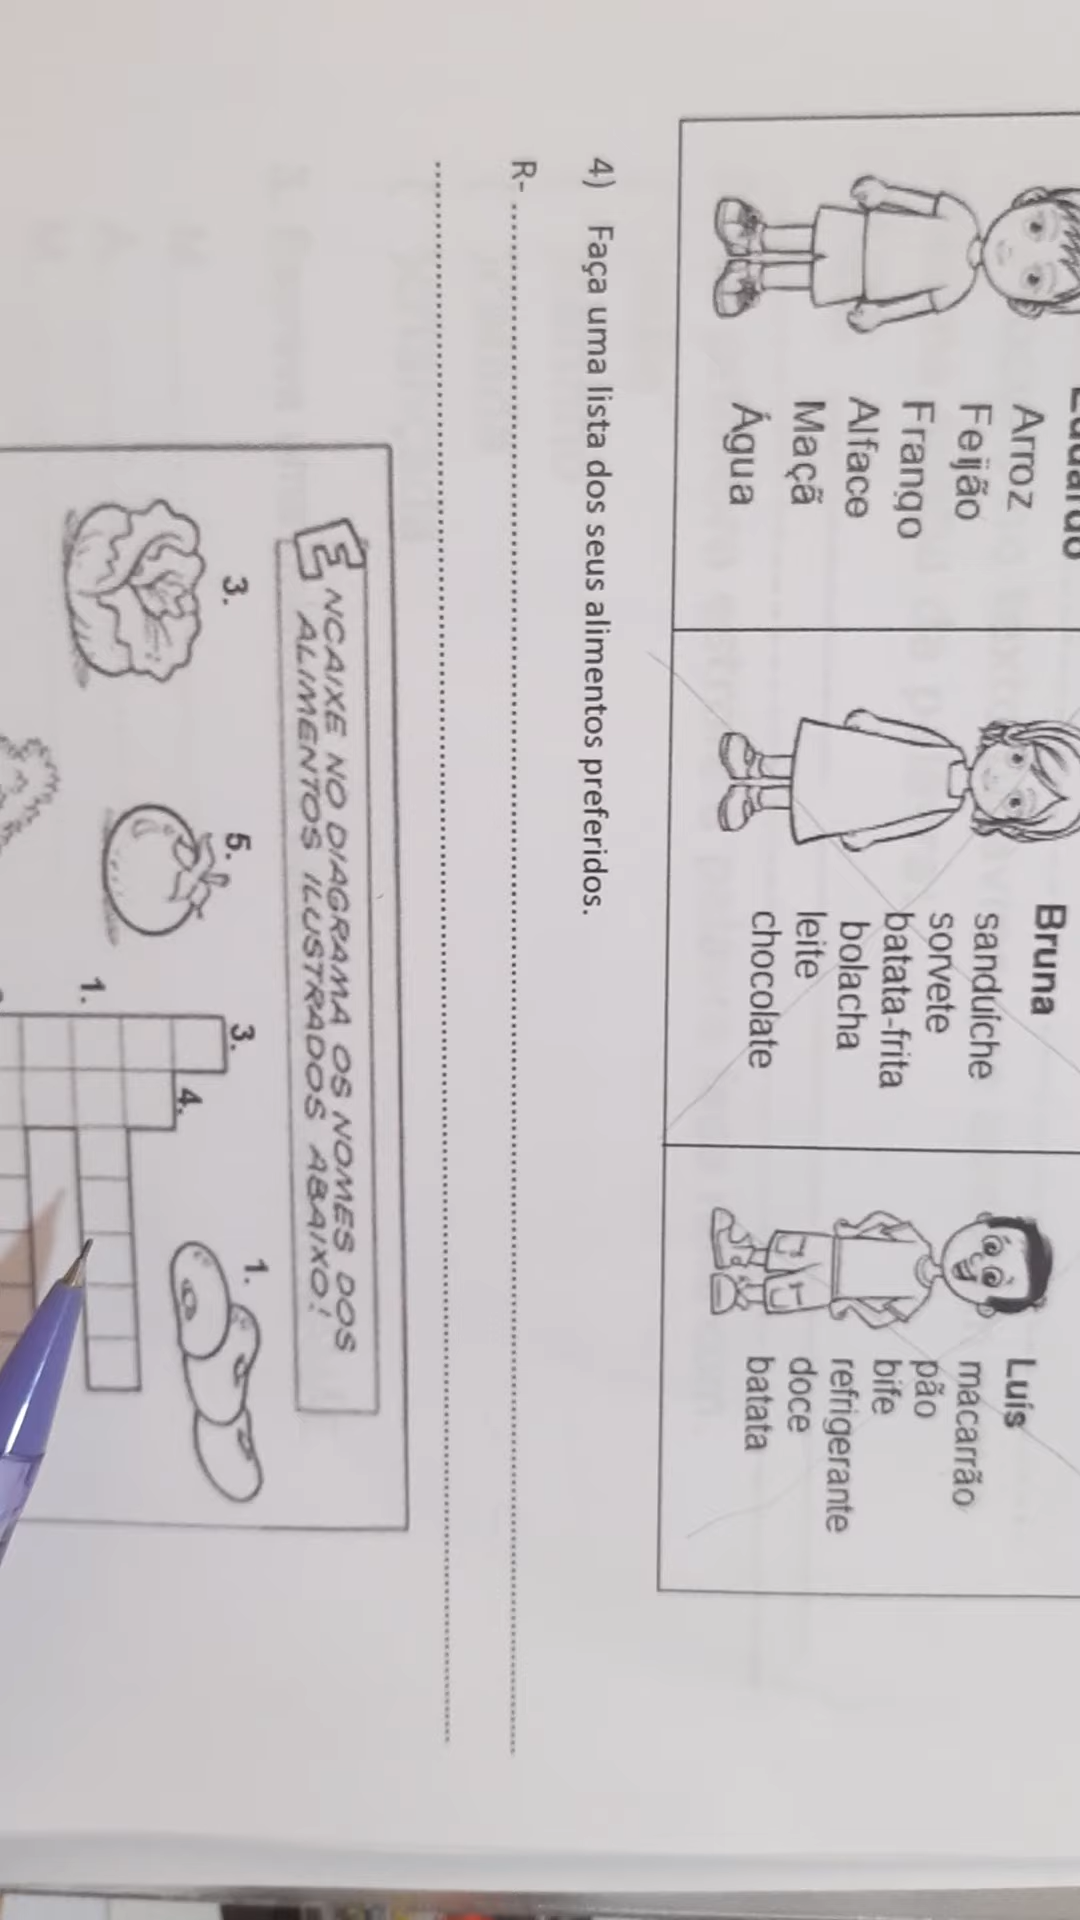 Arroz
Feijão
Frango
Alface
Maçã
Água
Bruna
sanduíche
sorvete
batata-frita
bolacha
leite
chocolate
Luís
macarrão
pão
bife
refrigerante
doce
batata
4) Faça uma lista dos seus alimentos preferidos.
R-
ENCAIXE NO DIAGRAMA OS NOMES DOS
ALIMENTOS ILUSTRADOS ABAIXO!
3.
5.
3.
4.
1.
1.